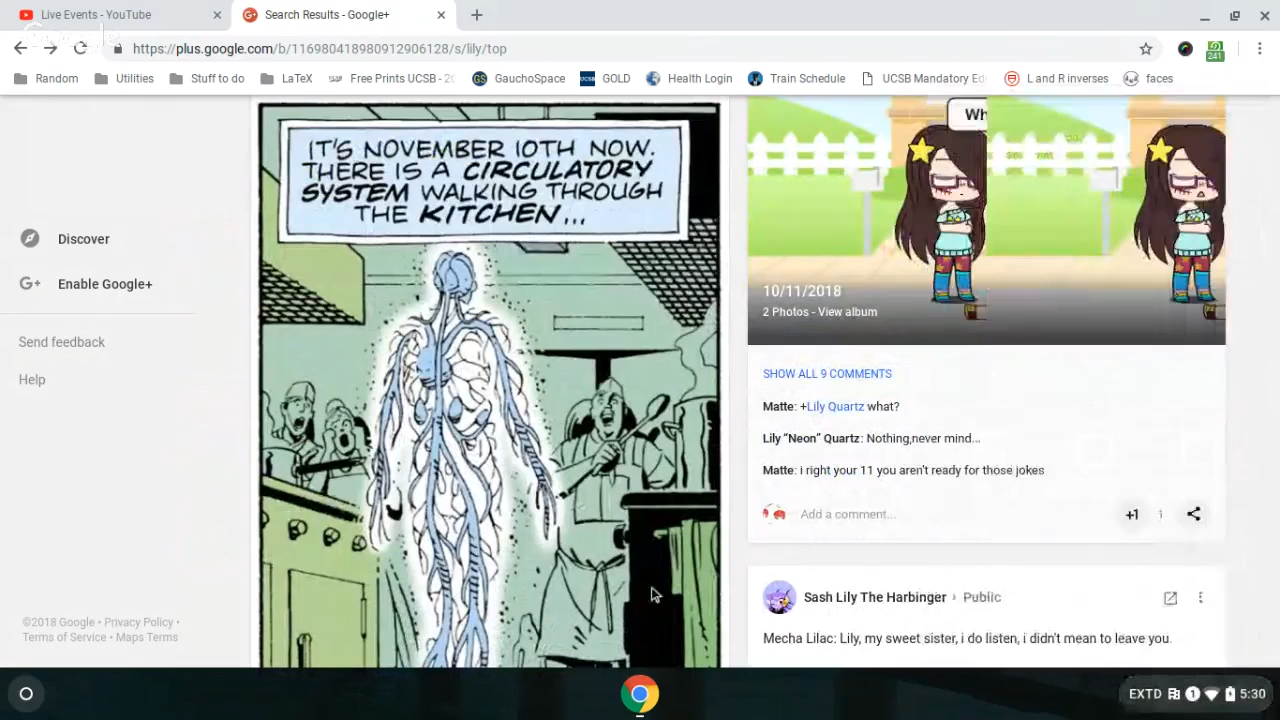 Live Events - YouTube
Search Results - Google+
Google
https://plus.google.com/b/116980418980912906128/s/lily/top
241
Random
Utilities
Stuff to do
LaTeX
Free Prints UCSB - 20
GauchoSpace
GOLD
Health Login
Train Schedule
UCSB Mandatory Ed
L and R inverses
faces
Discover
Enable Google+
Send feedback
Help
©2018 Google • Privacy Policy •
Terms of Service • Maps Terms
IT'S NOVEMBER 10TH NOW.
THERE IS A CIRCULATORY
SYSTEM WALKING THROUGH
THE KITCHEN...
Wh
10/11/2018
2 Photos - View album
SHOW ALL 9 COMMENTS
Matte: +Lily Quartz what?
Lily “Neon” Quartz: Nothing,never mind...
Matte: i right your 11 you aren't ready for those jokes
Add a comment...
+1
1
Sash Lily The Harbinger › Public
Mecha Lilac: Lily, my sweet sister, i do listen, i didn't mean to leave you.
EXTD
1
5:30